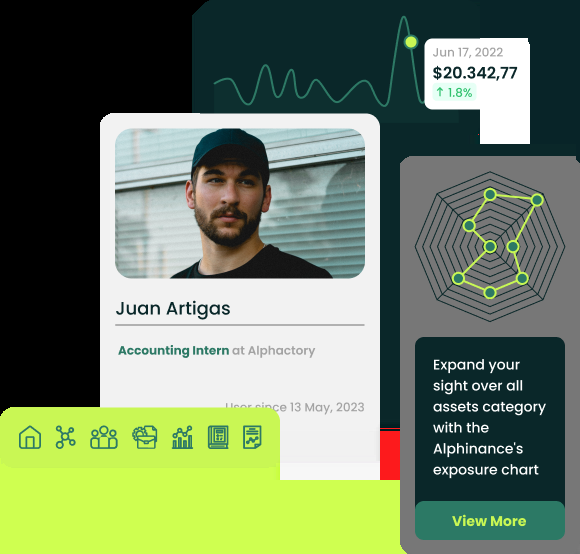 Jun 17, 2022
$20.342,77
↑ 1.8%
Juan Artigas
Accounting Intern at Alphactory
User since 13 May, 2023
Expand your
sight over all
assets category
with the
Alphinance's
exposure chart
View More